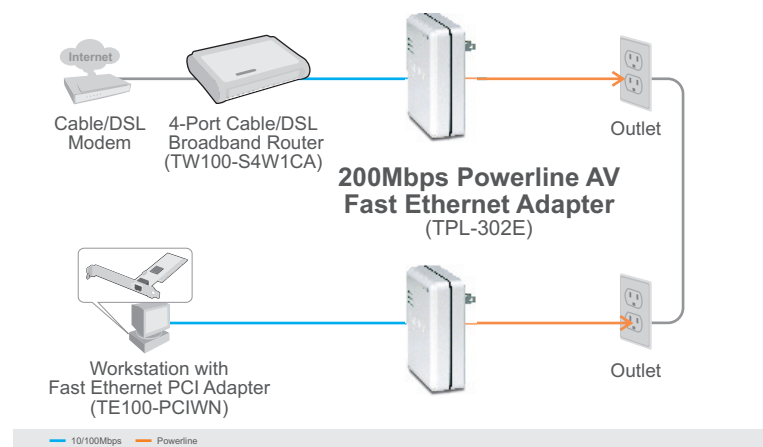 Internet
Cable/DSL
Modem
4-Port Cable/DSL
Broadband Router
(TW100-S4W1CA)
Outlet
200Mbps Powerline AV
Fast Ethernet Adapter
(TPL-302E)
Workstation with
Fast Ethernet PCI Adapter
(TE100-PCIWN)
Outlet
10/100Mbps Powerline